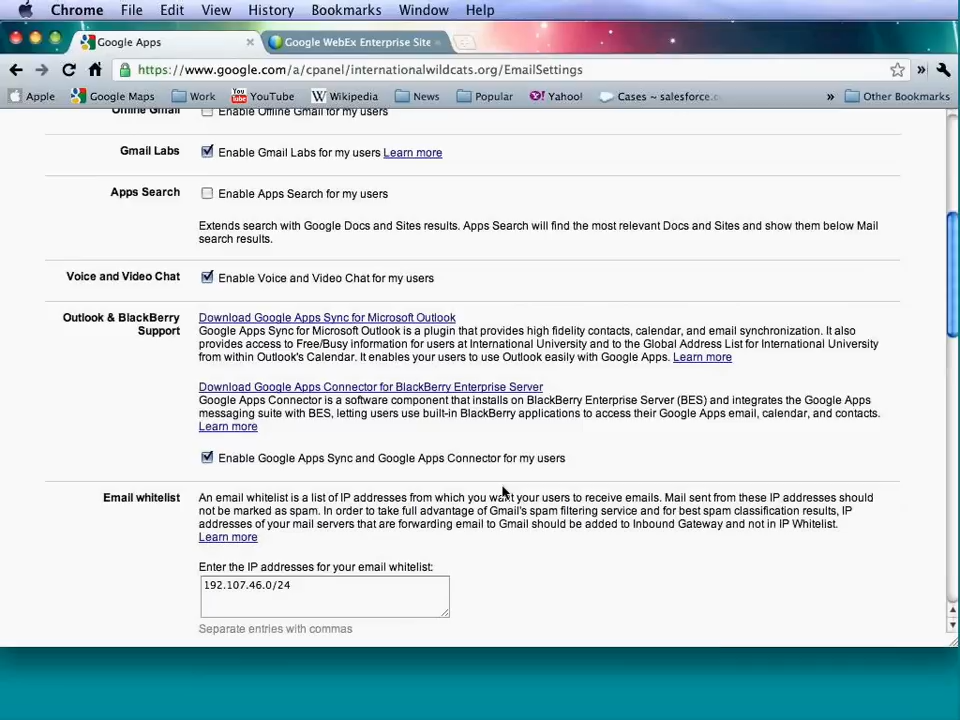 Chrome File Edit View History Bookmarks Window Help
Google Apps
Google WebEx Enterprise Site
https://www.google.com/a/cpanel/internationalwildcats.org/EmailSettings
Apple Google Maps Work YouTube Wikipedia News Popular Yahoo! Cases ~ salesforce.c » Other Bookmarks
Offline Gmail Enable Offline Gmail for my users
Gmail Labs Enable Gmail Labs for my users Learn more
Apps Search Enable Apps Search for my users
Extends search with Google Docs and Sites results. Apps Search will find the most relevant Docs and Sites and show them below Mail
search results.
Voice and Video Chat Enable Voice and Video Chat for my users
Outlook & BlackBerry
Support
Download Google Apps Sync for Microsoft Outlook
Google Apps Sync for Microsoft Outlook is a plugin that provides high fidelity contacts, calendar, and email synchronization. It also
provides access to Free/Busy information for users at International University and to the Global Address List for International University
from within Outlook's Calendar. It enables your users to use Outlook easily with Google Apps. Learn more
Download Google Apps Connector for BlackBerry Enterprise Server
Google Apps Connector is a software component that installs on BlackBerry Enterprise Server (BES) and integrates the Google Apps
messaging suite with BES, letting users use built-in BlackBerry applications to access their Google Apps email, calendar, and contacts.
Learn more
Enable Google Apps Sync and Google Apps Connector for my users
Email whitelist
An email whitelist is a list of IP addresses from which you want your users to receive emails. Mail sent from these IP addresses should
not be marked as spam. In order to take full advantage of Gmail's spam filtering service and for best spam classification results, IP
addresses of your mail servers that are forwarding email to Gmail should be added to Inbound Gateway and not in IP Whitelist.
Learn more
Enter the IP addresses for your email whitelist:
192.107.46.0/24
Separate entries with commas